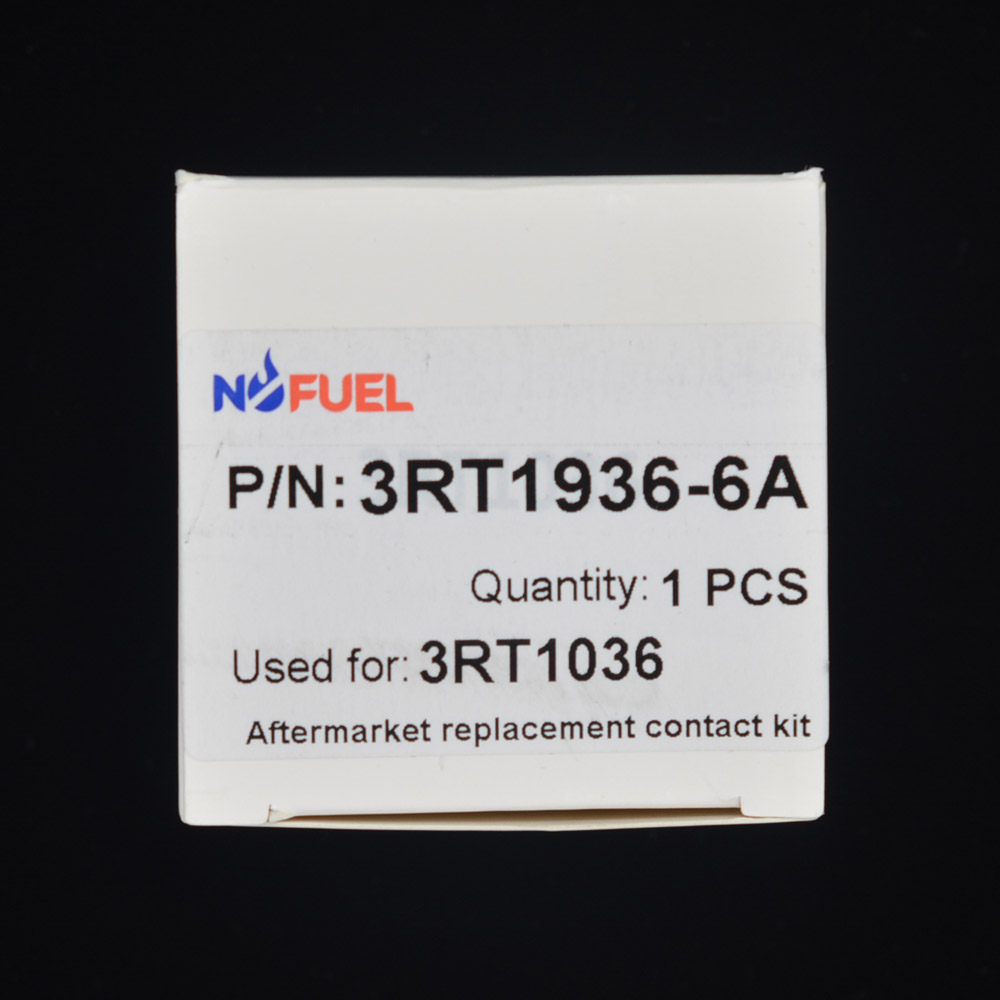 NOFUEL
P/N: 3RT1936-6A
Quantity: 1 PCS
Used for: 3RT1036
Aftermarket replacement contact kit